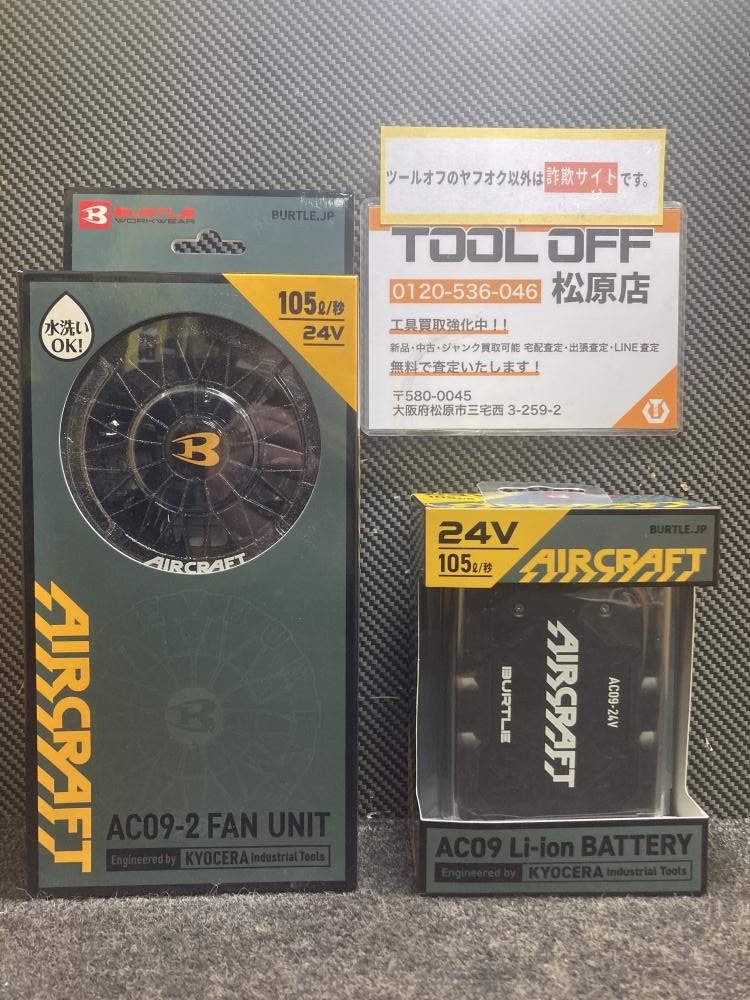 ツールオフのヤフオク以外は詐欺サイトです。
TOOL OFF
0120-536-046 松原店
工具買取強化中！！
新品・中古・ジャンク買取可能 宅配査定・出張査定・LINE査定
無料で査定いたします！
〒580-0045
大阪府松原市三宅西 3-259-2
B BURTLE
WORKWEAR
BURTLE.JP
水洗い
OK!
105ℓ/秒
24V
B
AIRCRAFT
AIRCRAFT
B
AC09-2 FAN UNIT
Engineered by KYOCERA Industrial Tools
24V
105ℓ/秒
BURTLE.JP
AIRCRAFT
BURTLE
AIRCRAFT
AC09-24V
AC09 Li-ion BATTERY
Engineered by KYOCERA Industrial Tools